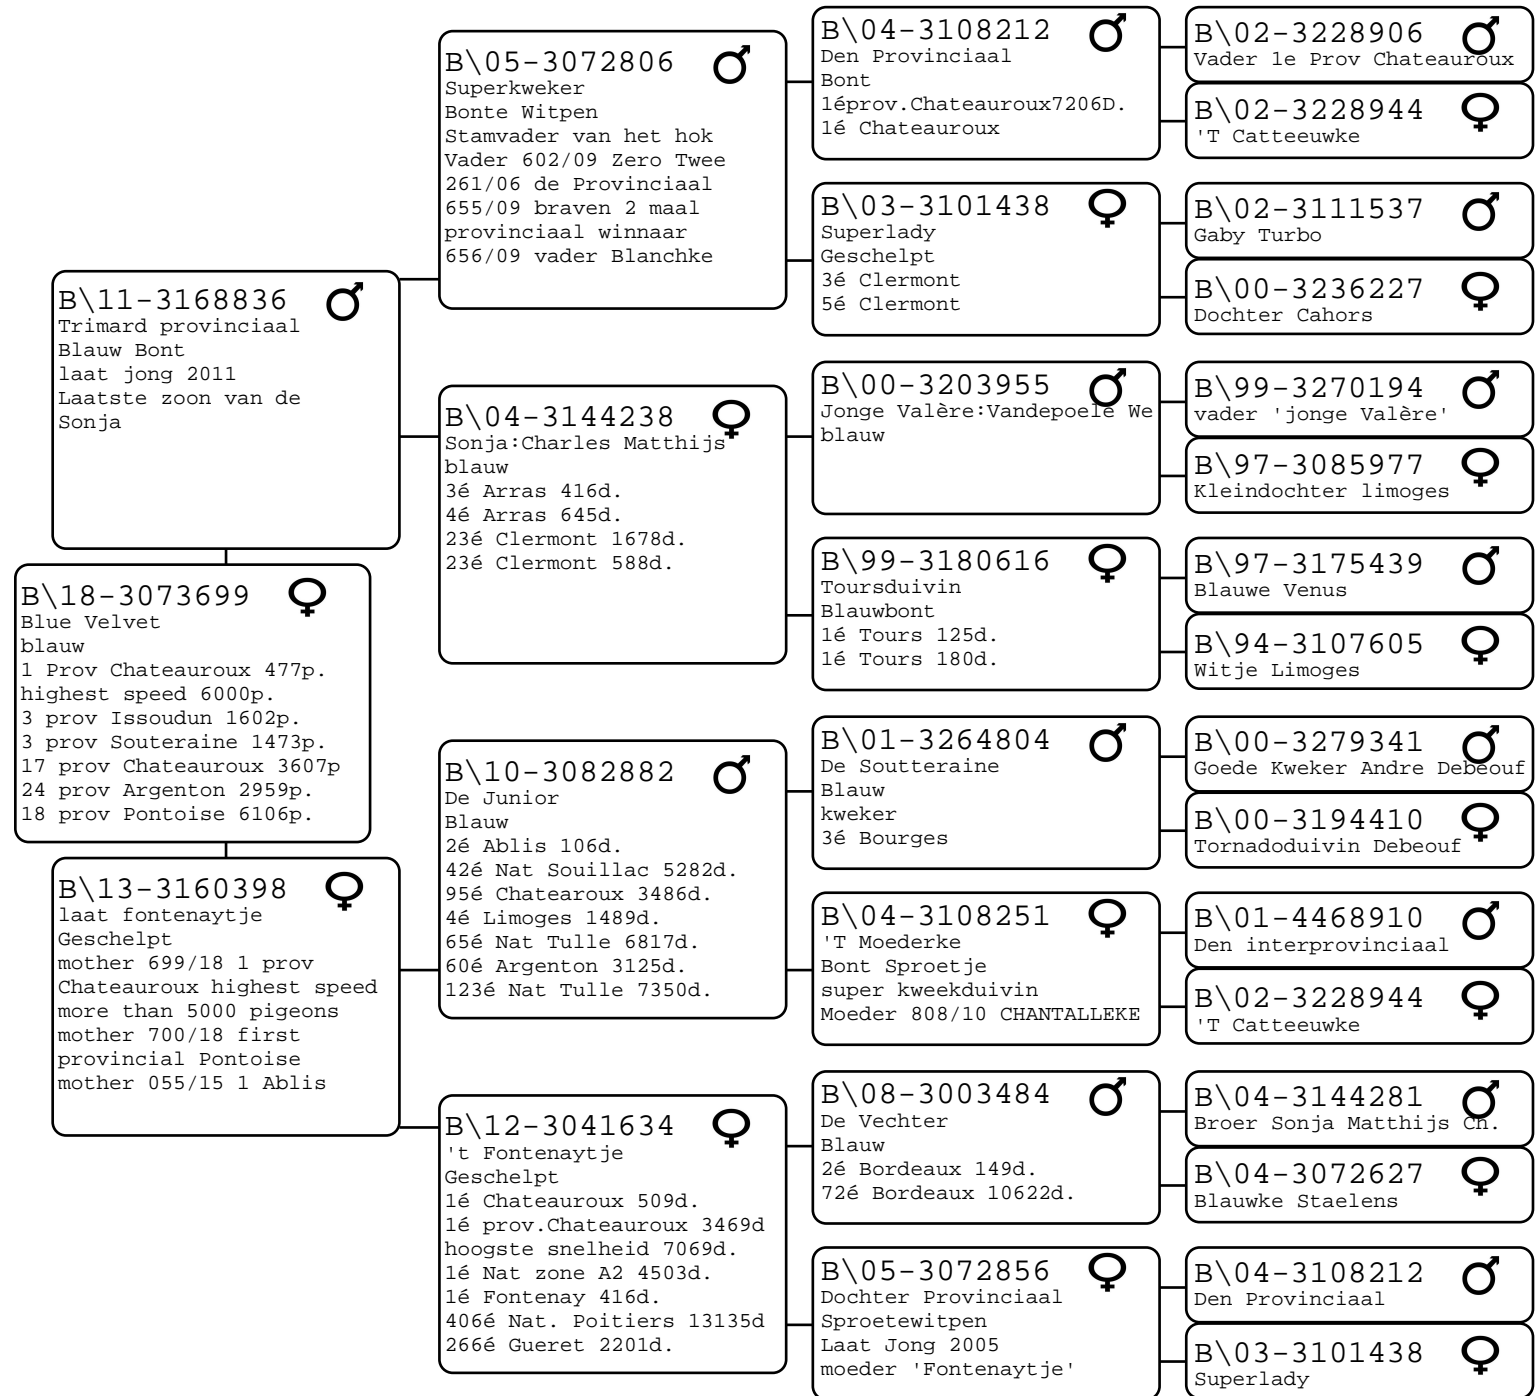 B\11-3168836
Trimard provinciaal
Blauw Bont
laat jong 2011
Laatste zoon van de
Sonja
B\18-3073699
Blue Velvet
blauw
1 Prov Chateauroux 477p.
highest speed 6000p.
3 prov Issoudun 1602p.
3 prov Souteraine 1473p.
17 prov Chateauroux 3607p
24 prov Argenton 2959p.
18 prov Pontoise 6106p.
B\13-3160398
laat fontenaytje
Geschelpt
mother 699/18 1 prov
Chateauroux highest speed
more than 5000 pigeons
mother 700/18 first
provincial Pontoise
mother 055/15 1 Ablis
B\05-3072806
Superkweker
Bonte Witpen
Stamvader van het hok
Vader 602/09 Zero Twee
261/06 de Provinciaal
655/09 braven 2 maal
provinciaal winnaar
656/09 vader Blanchke
B\04-3144238
Sonja:Charles Matthijs
blauw
3é Arras 416d.
4é Arras 645d.
23é Clermont 1678d.
23é Clermont 588d.
B\10-3082882
De Junior
Blauw
2é Ablis 106d.
42é Nat Souillac 5282d.
95é Chatearoux 3486d.
4é Limoges 1489d.
65é Nat Tulle 6817d.
60é Argenton 3125d.
123é Nat Tulle 7350d.
B\12-3041634
't Fontenaytje
Geschelpt
1é Chateauroux 509d.
1é prov.Chateauroux 3469d
hoogste snelheid 7069d.
1é Nat zone A2 4503d.
1é Fontenay 416d.
406é Nat. Poitiers 13135d
266é Gueret 2201d.
B\04-3108212
Den Provinciaal
Bont
1éprov.Chateauroux7206D.
1é Chateauroux
B\03-3101438
Superlady
Geschelpt
3é Clermont
5é Clermont
B\00-3203955
Jonge Valère:Vandepoele We
blauw
B\99-3180616
Toursduivin
Blauwbont
1é Tours 125d.
1é Tours 180d.
B\01-3264804
De Soutteraine
Blauw
kweker
3é Bourges
B\04-3108251
'T Moederke
Bont Sproetje
super kweekduivin
Moeder 808/10 CHANTALLEKE
B\08-3003484
De Vechter
Blauw
2é Bordeaux 149d.
72é Bordeaux 10622d.
B\05-3072856
Dochter Provinciaal
Sproetewitpen
Laat Jong 2005
moeder 'Fontenaytje'
B\02-3228906
Vader 1e Prov Chateauroux
B\02-3228944
'T Catteeuwke
B\02-3111537
Gaby Turbo
B\00-3236227
Dochter Cahors
B\99-3270194
vader 'jonge Valère'
B\97-3085977
Kleindochter limoges
B\97-3175439
Blauwe Venus
B\94-3107605
Witje Limoges
B\00-3279341
Goede Kweker Andre Debeouf
B\00-3194410
Tornadoduivin Debeouf
B\01-4468910
Den interprovinciaal
B\02-3228944
'T Catteeuwke
B\04-3144281
Broer Sonja Matthijs Ch.
B\04-3072627
Blauwke Staelens
B\04-3108212
Den Provinciaal
B\03-3101438
Superlady